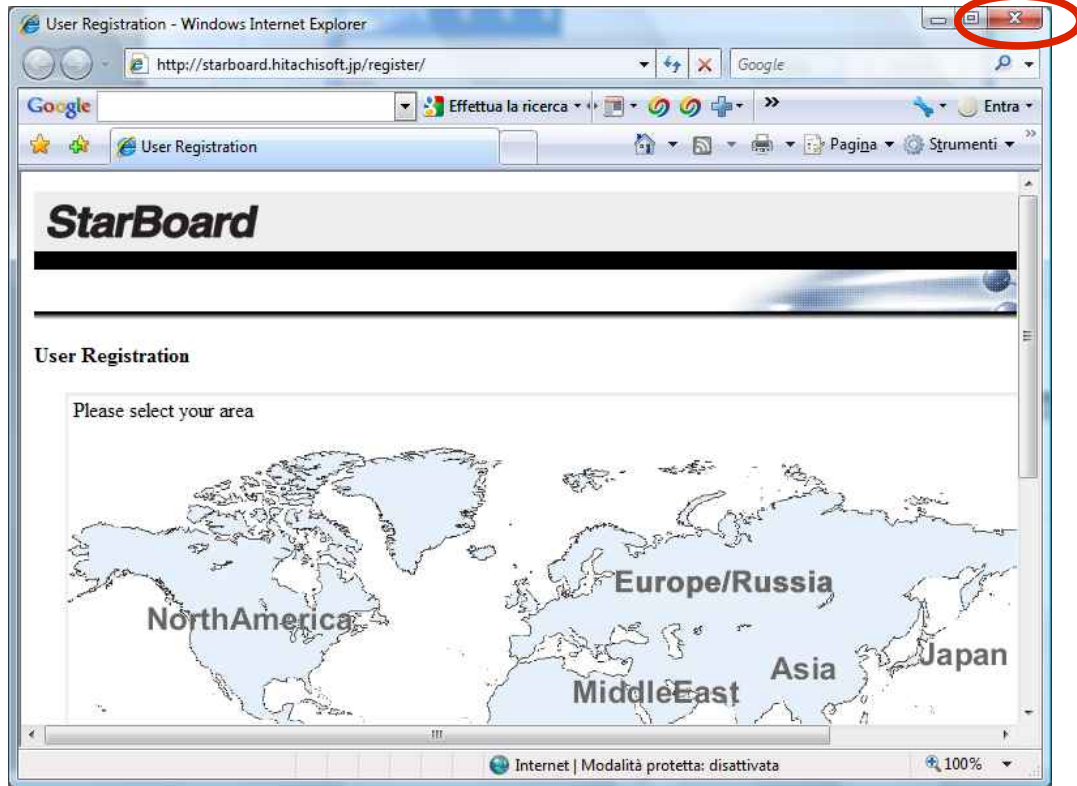 User Registration - Windows Internet Explorer
http://starboard.hitachisoft.jp/register/
Google
Google
Effettua la ricerca
»
Entra
User Registration
Pagina
Strumenti
»
StarBoard
User Registration
Please select your area
Europe/Russia
NorthAmerica
Japan
Asia
MiddleEast
Internet | Modalità protetta: disattivata
100%